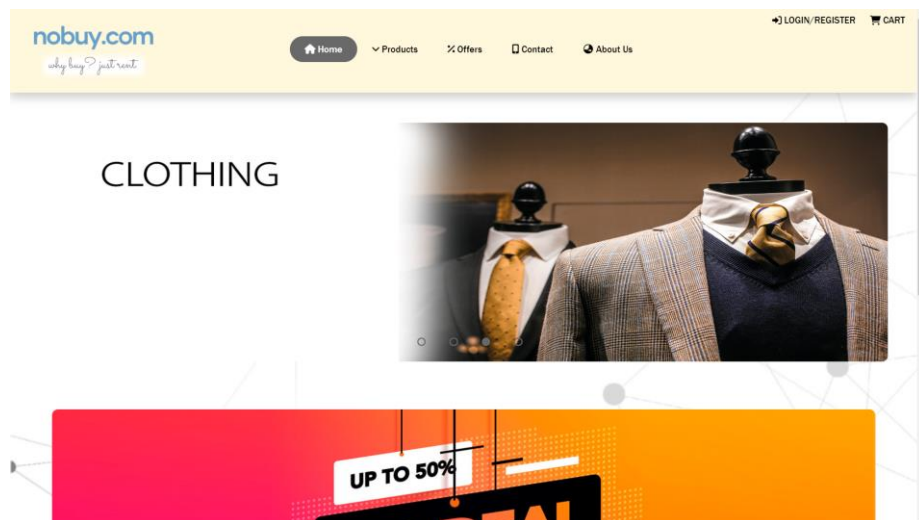 LOGIN/REGISTER CART
nobuy.com
why buy? just rent
Home Products Offers Contact About Us
CLOTHING
UP TO 50%